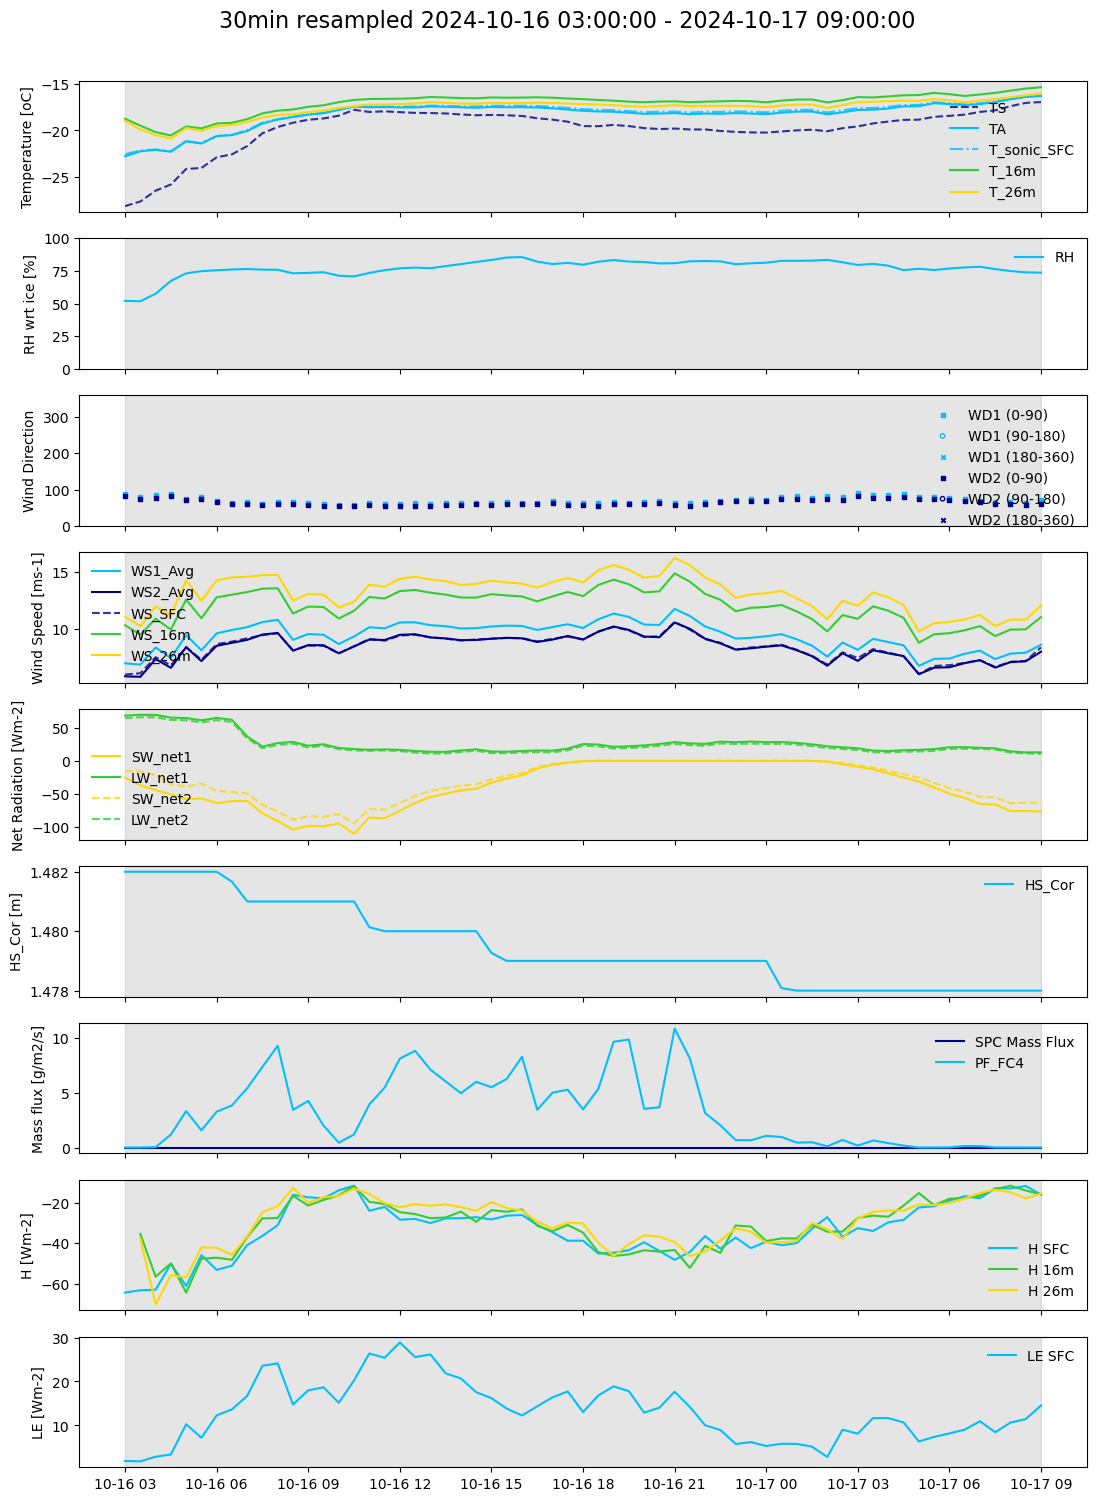 30min resampled 2024-10-16 03:00:00 - 2024-10-17 09:00:00
Temperature [oC]
−15
−20
−25
TS
TA
T_sonic_SFC
T_16m
T_26m
RH wrt ice [%]
100
75
50
25
0
RH
Wind Direction
300
200
100
0
WD1 (0-90)
WD1 (90-180)
WD1 (180-360)
WD2 (0-90)
WD2 (90-180)
WD2 (180-360)
Wind Speed [ms-1]
15
10
WS1_Avg
WS2_Avg
WS_SFC
WS_16m
WS_26m
Net Radiation [Wm-2]
50
0
−50
−100
SW_net1
LW_net1
SW_net2
LW_net2
HS_Cor [m]
1.482
1.480
1.478
HS_Cor
Mass flux [g/m2/s]
10
5
0
SPC Mass Flux
PF_FC4
H [Wm-2]
−20
−40
−60
H SFC
H 16m
H 26m
LE [Wm-2]
30
20
10
LE SFC
10-16 03 10-16 06 10-16 09 10-16 12 10-16 15 10-16 18 10-16 21 10-17 00 10-17 03 10-17 06 10-17 09